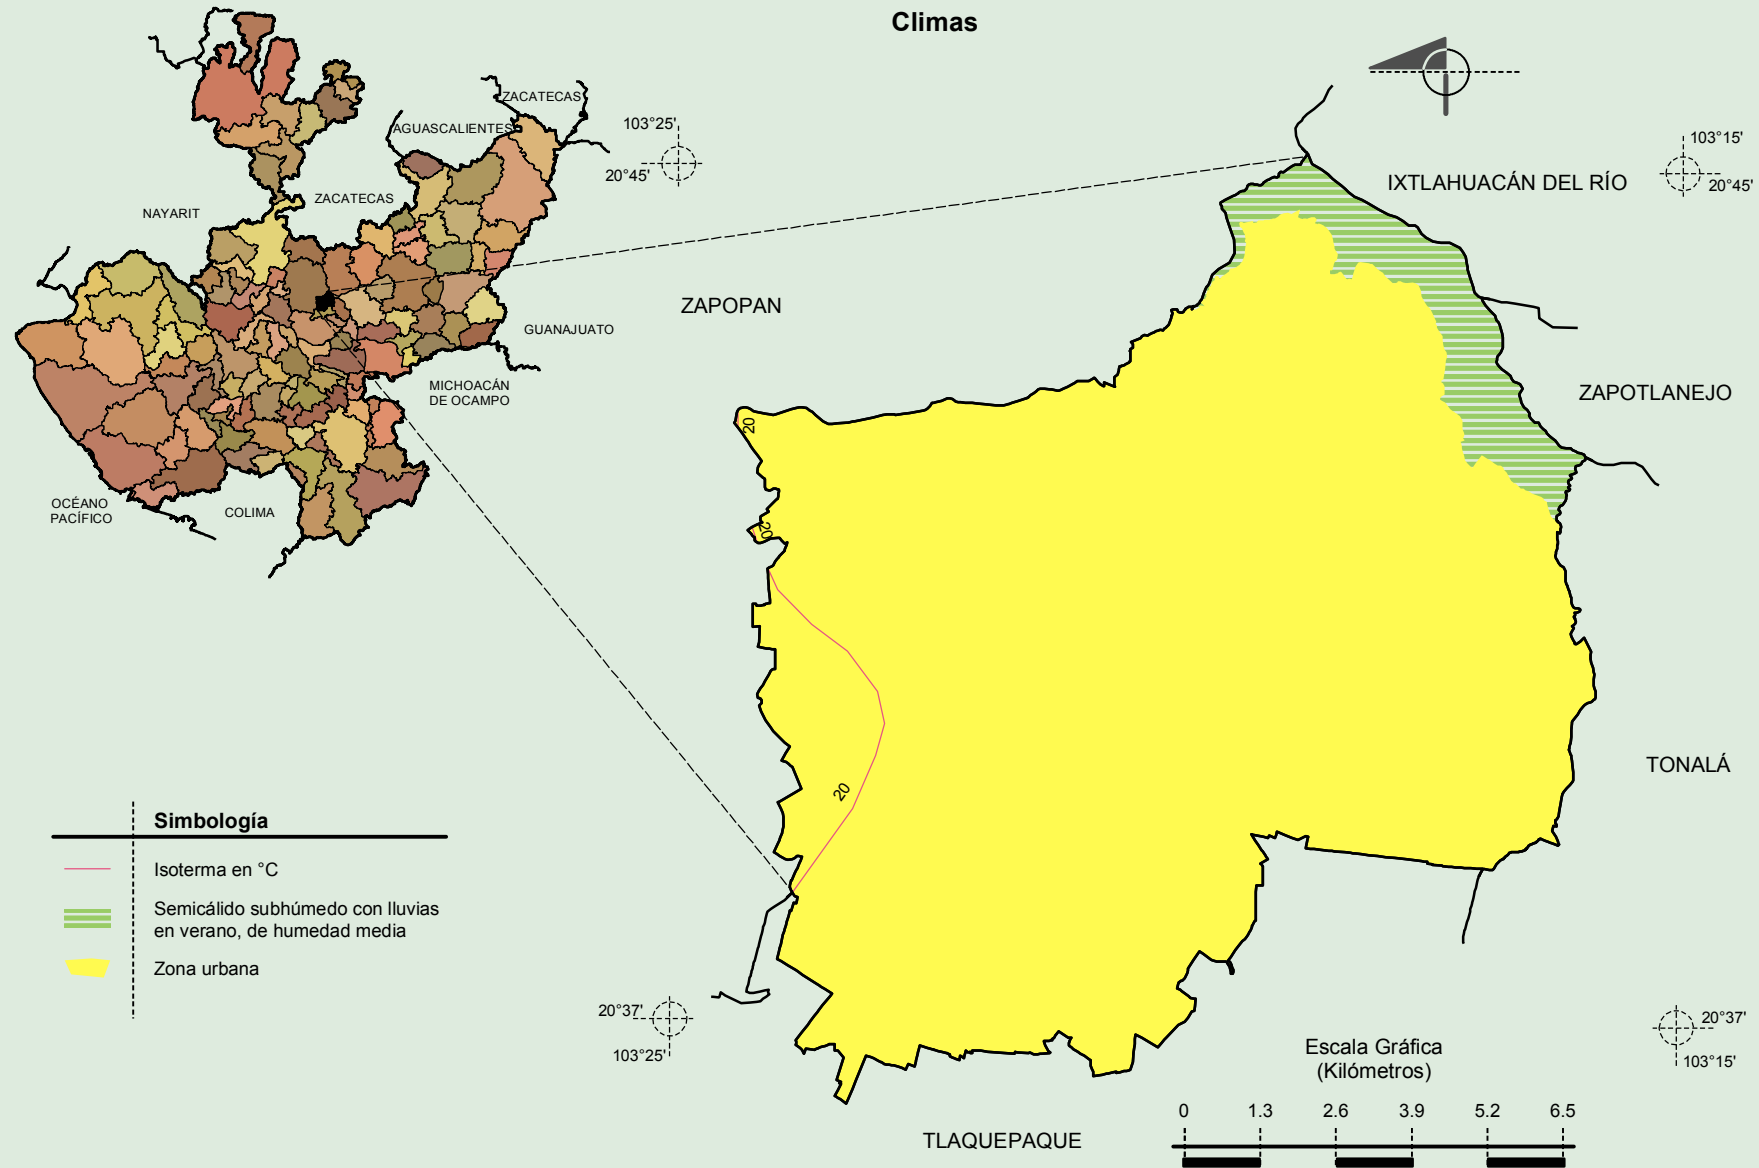 Climas
ZACATECAS
AGUASCALIENTES
103°25'
20°45'
103°15'
20°45'
IXTLAHUACÁN DEL RÍO
ZACATECAS
NAYARIT
ZAPOPAN
GUANAJUATO
MICHOACÁN
DE OCAMPO
ZAPOTLANEJO
20
OCÉANO
PACÍFICO
COLIMA
20
TONALÁ
20
Simbología
Isoterma en °C
Semicálido subhúmedo con lluvias
en verano, de humedad media
Zona urbana
20°37'
103°25'
20°37'
103°15'
Escala Gráfica
(Kilómetros)
0 1.3 2.6 3.9 5.2 6.5
TLAQUEPAQUE